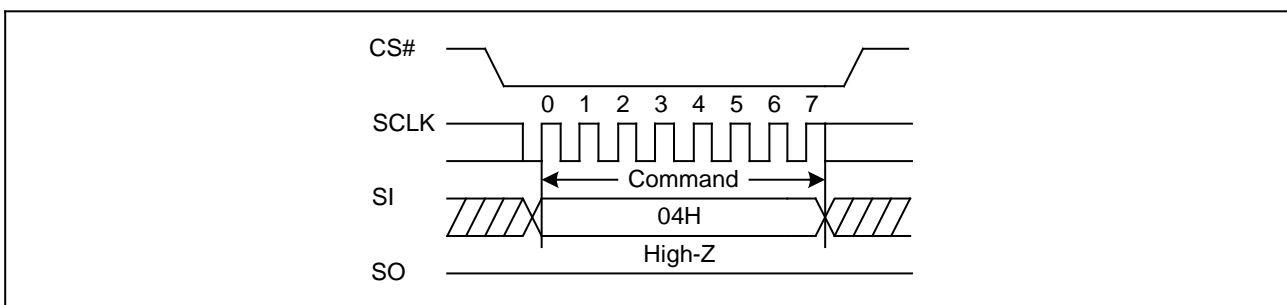 CS#
0 1 2 3 4 5 6 7
SCLK
Command
SI
04H
High-Z
SO